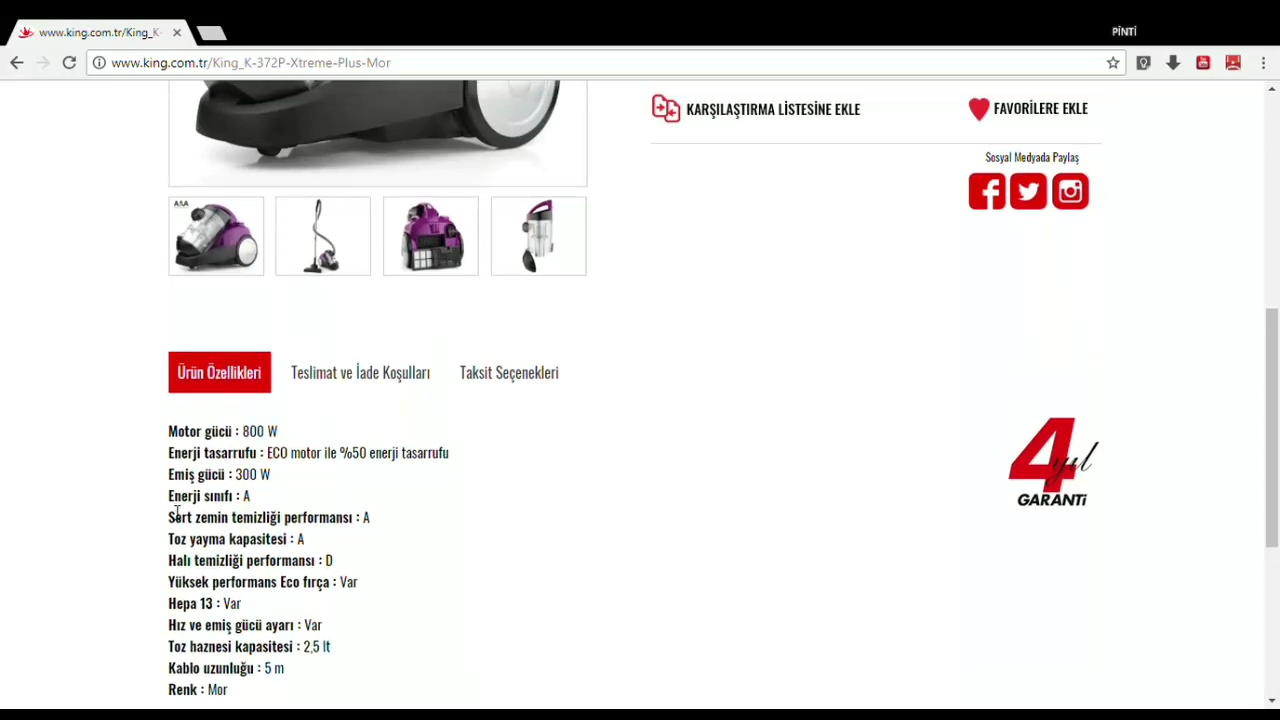 www.king.com.tr/King_K-
PİNTİ
www.king.com.tr/King_K-372P-Xtreme-Plus-Mor
KARŞILAŞTIRMA LİSTESİNE EKLE
FAVORİLERE EKLE
Sosyal Medyada Paylaş
Ürün Özellikleri
Teslimat ve İade Koşulları
Taksit Seçenekleri
Motor gücü : 800 W
Enerji tasarrufu : ECO motor ile %50 enerji tasarrufu
Emiş gücü : 300 W
Enerji sınıfı : A
Sert zemin temizliği performansı : A
Toz yayma kapasitesi : A
Halı temizliği performansı : D
Yüksek performans Eco fırça : Var
Hepa 13 : Var
Hız ve emiş gücü ayarı : Var
Toz haznesi kapasitesi : 2,5 lt
Kablo uzunluğu : 5 m
Renk : Mor
4 yıl
GARANTİ